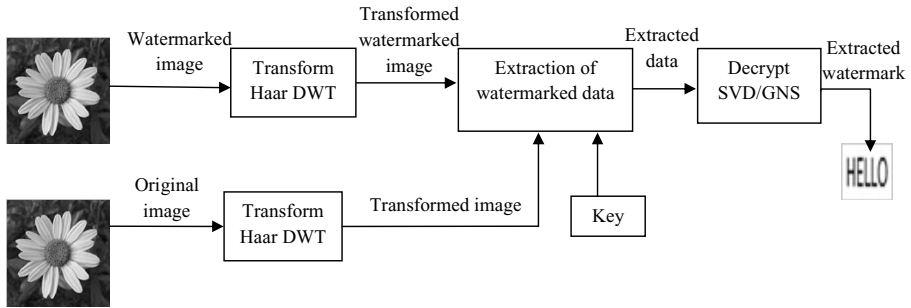 Watermarked
image
Transform
Haar DWT
Transformed
watermarked
image
Extraction of
watermarked data
Extracted
data
Decrypt
SVD/GNS
Extracted
watermark
HELLO
Original
image
Transform
Haar DWT
Transformed image
Key